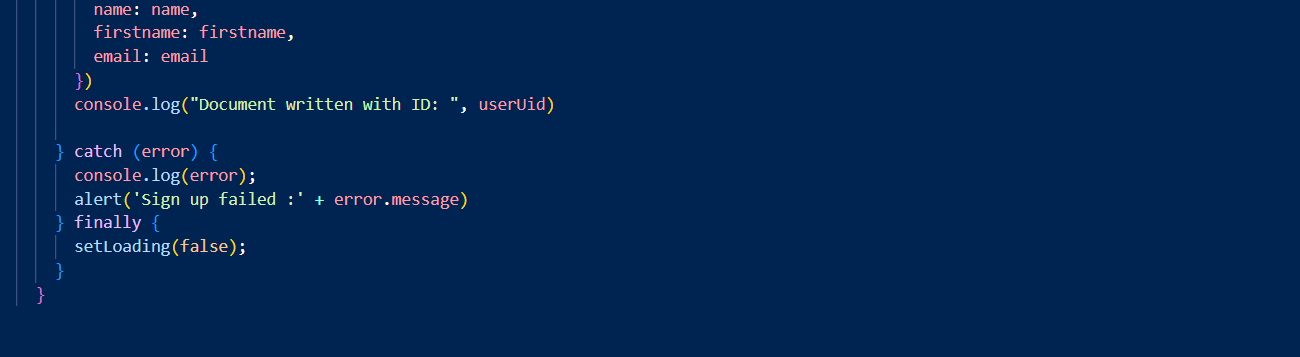 name: name,
firstname: firstname,
email: email
})
console.log("Document written with ID: ", userUid)
} catch (error) {
console.log(error);
alert('Sign up failed :' + error.message)
} finally {
setLoading(false);
}
}